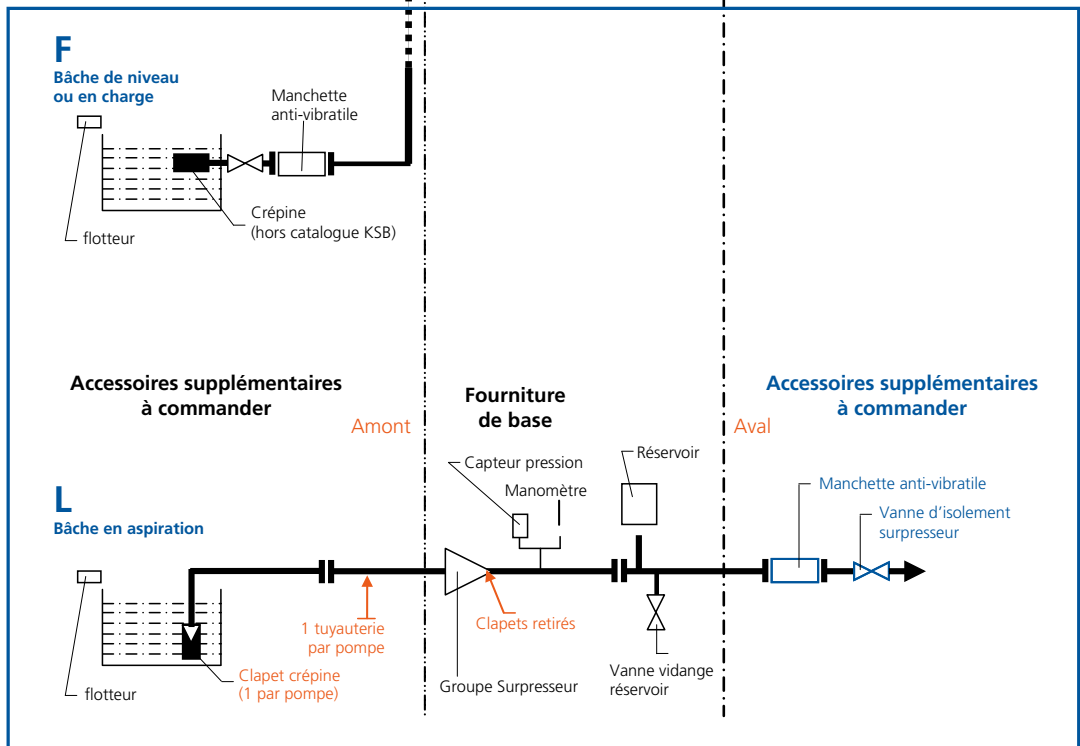 F
Bâche de niveau
ou en charge
Manchette
anti-vibratile
Crépine
(hors catalogue KSB)
flotteur
Accessoires supplémentaires
à commander
Amont
Fourniture
de base
Aval
Accessoires supplémentaires
à commander
L
Bâche en aspiration
Capteur pression
Manomètre
Réservoir
Manchette anti-vibratile
Vanne d'isolement
surpresseur
1 tuyauterie
par pompe
Clapets retirés
Clapet crépine
(1 par pompe)
flotteur
Groupe Surpresseur
Vanne vidange
réservoir